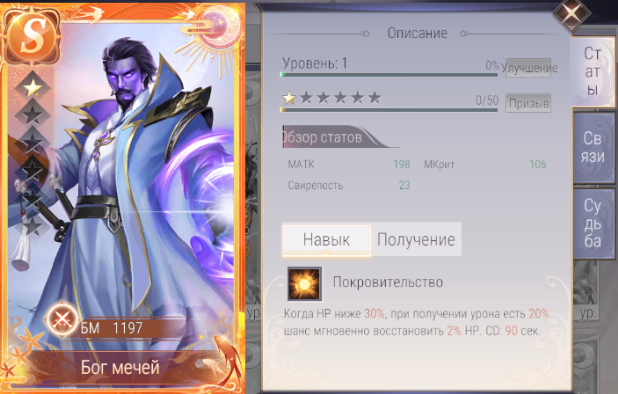 S
БМ 1197
Бог мечей
Описание
Уровень: 1
0%
Улучшение
0/50
Призыв
Обзор статов
МАТК 198 МКрит 106
Свирепость 23
Навык
Получение
Покровительство
Когда HP ниже 30%, при получении урона есть 20%
шанс мгновенно восстановить 2% HP. CD: 90 сек.
Ст
ат
ы
Св
язи
Су
дь
ба
ур.